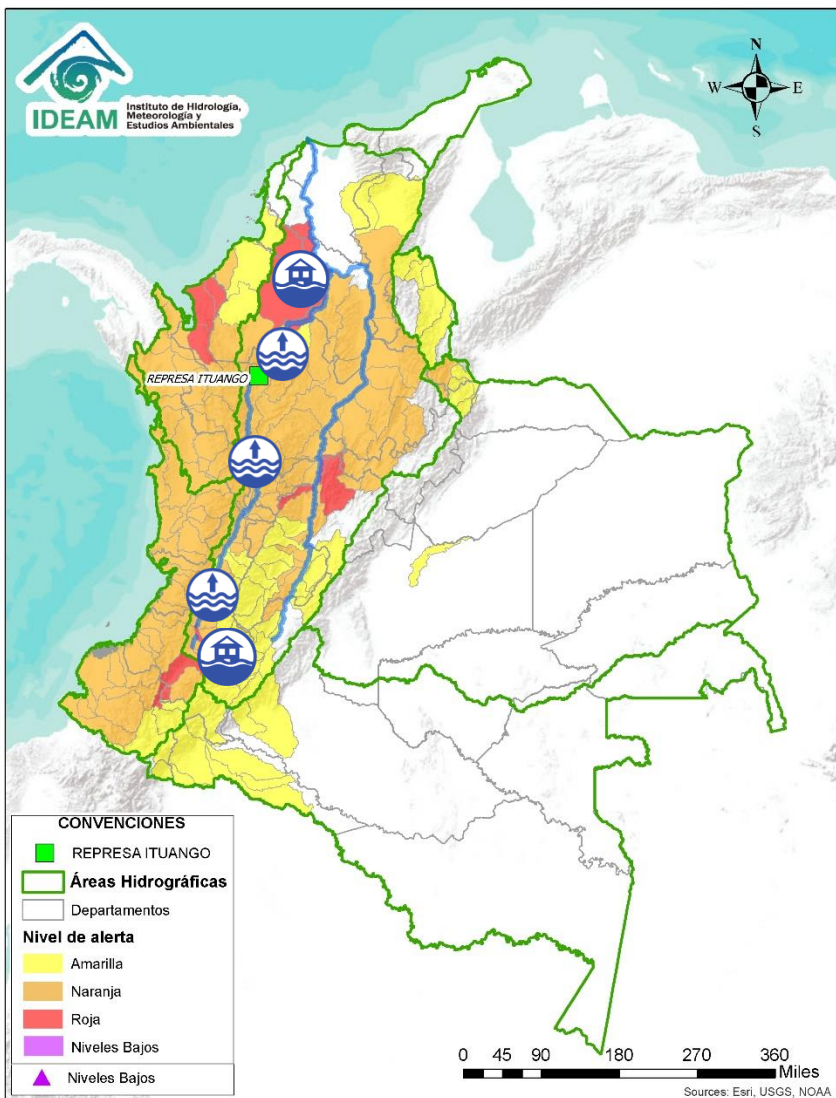 IDEAM
Instituto de Hidrología,
Meteorología y
Estudios Ambientales
N
W
E
S
REPRESA ITUANGO
CONVENCIONES
REPRESA ITUANGO
Áreas Hidrográficas
Departamentos
Nivel de alerta
Amarilla
Naranja
Roja
Niveles Bajos
Niveles Bajos
0 45 90 180 270 360
Miles
Sources: Esri, USGS, NOAA